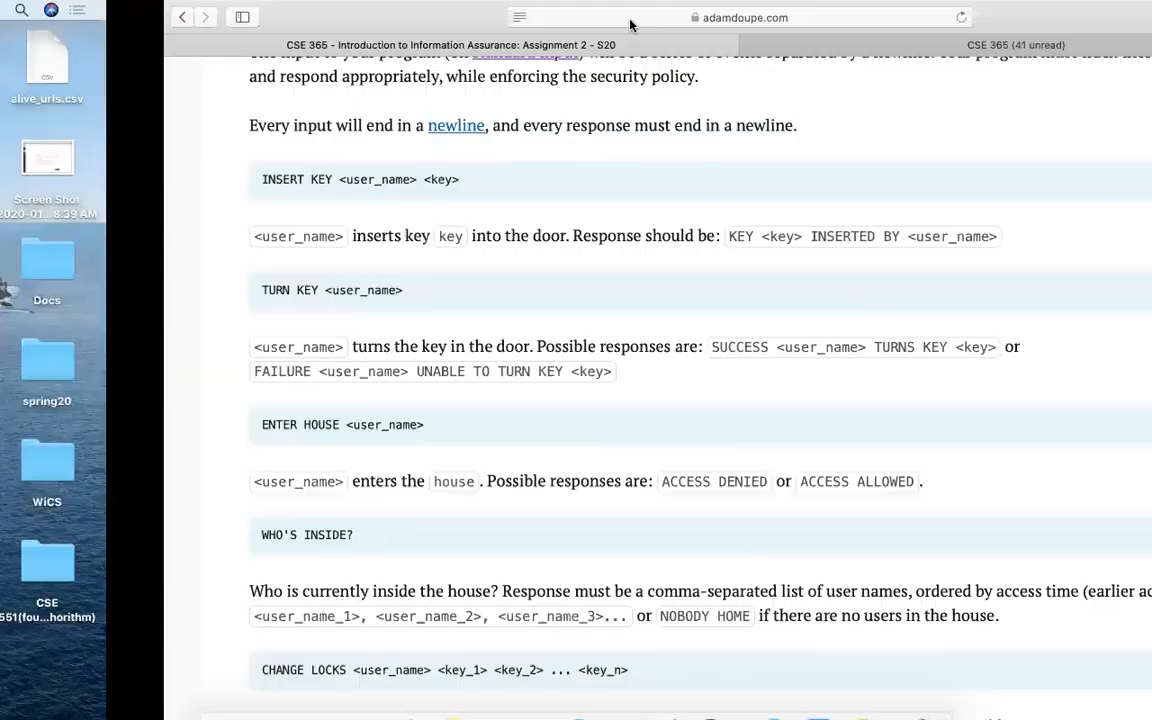 adamdoupe.com
CSE 365 - Introduction to Information Assurance: Assignment 2 - S20
CSE 365 (41 unread)
and respond appropriately, while enforcing the security policy.
Every input will end in a newline, and every response must end in a newline.
INSERT KEY <user_name> <key>
<user_name> inserts key key into the door. Response should be: KEY <key> INSERTED BY <user_name>
TURN KEY <user_name>
<user_name> turns the key in the door. Possible responses are: SUCCESS <user_name> TURNS KEY <key> or
FAILURE <user_name> UNABLE TO TURN KEY <key>
ENTER HOUSE <user_name>
<user_name> enters the house. Possible responses are: ACCESS DENIED or ACCESS ALLOWED.
WHO'S INSIDE?
Who is currently inside the house? Response must be a comma-separated list of user names, ordered by access time (earlier ac
<user_name_1>, <user_name_2>, <user_name_3>... or NOBODY HOME if there are no users in the house.
CHANGE LOCKS <user_name> <key_1> <key_2> ... <key_n>
CSV
alive_urls.csv
Screen Shot
2020-01...8.39 AM
Docs
spring20
WiCS
CSE
551(fou...horithm)